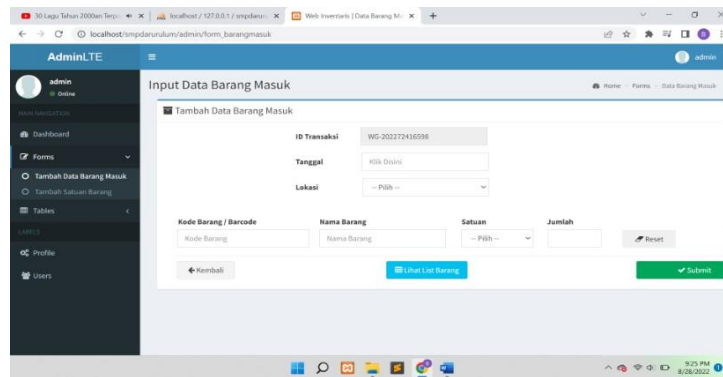 30 Lagu Tahun 2000an Terp
localhost / 127.0.0.1 / smpdaru
Web Inventaris | Data Barang M
localhost/smpdarurulum/admin/form_barangmasuk
AdminLTE
admin
admin
Online
MAIN NAVIGATION
Dashboard
Forms
Tambah Data Barang Masuk
Tambah Satuan Barang
Tables
LABELS
Profile
Users
Input Data Barang Masuk
Home
Forms
Data Barang Masuk
Tambah Data Barang Masuk
ID Transaksi
WG-202272416598
Tanggal
Klik Disini
Lokasi
-- Pilih --
Kode Barang / Barcode
Nama Barang
Satuan
Jumlah
Kode Barang
Nama Barang
-- Pilih --
Reset
Kembali
Lihat List Barang
Submit
9:25 PM
8/28/2022